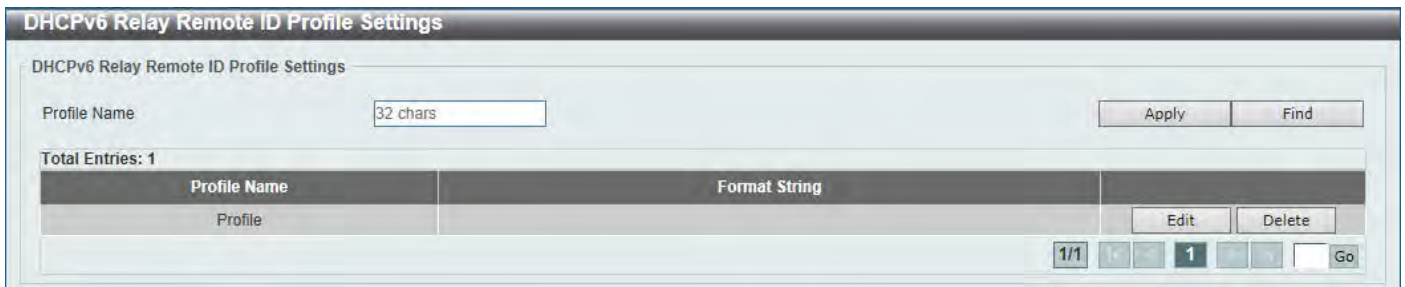 DHCPv6 Relay Remote ID Profile Settings
DHCPv6 Relay Remote ID Profile Settings
Profile Name 32 chars Apply Find
Total Entries: 1
Profile Name Format String
Profile Edit Delete
1/1 |< < 1 > >| Go